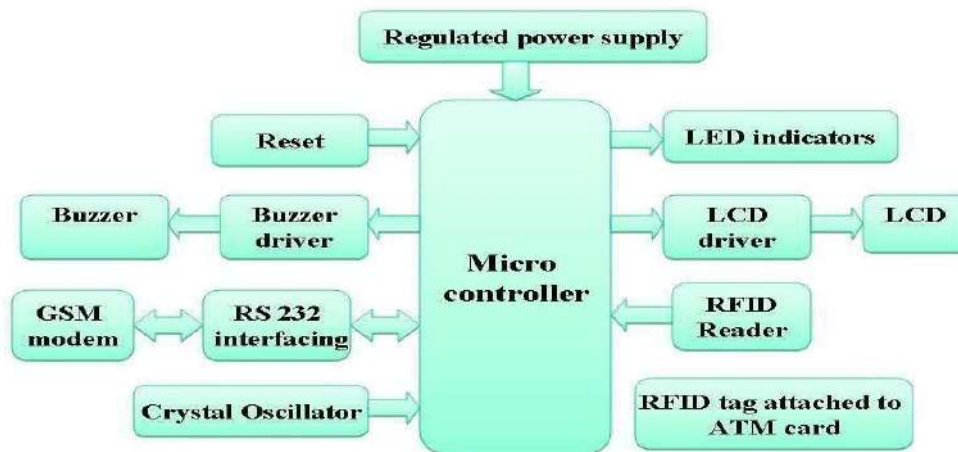 Regulated power supply
Reset
LED indicators
Buzzer
Buzzer
driver
LCD
driver
LCD
Micro
controller
GSM
modem
RS 232
interfacing
RFID
Reader
Crystal Oscillator
RFID tag attached to
ATM card